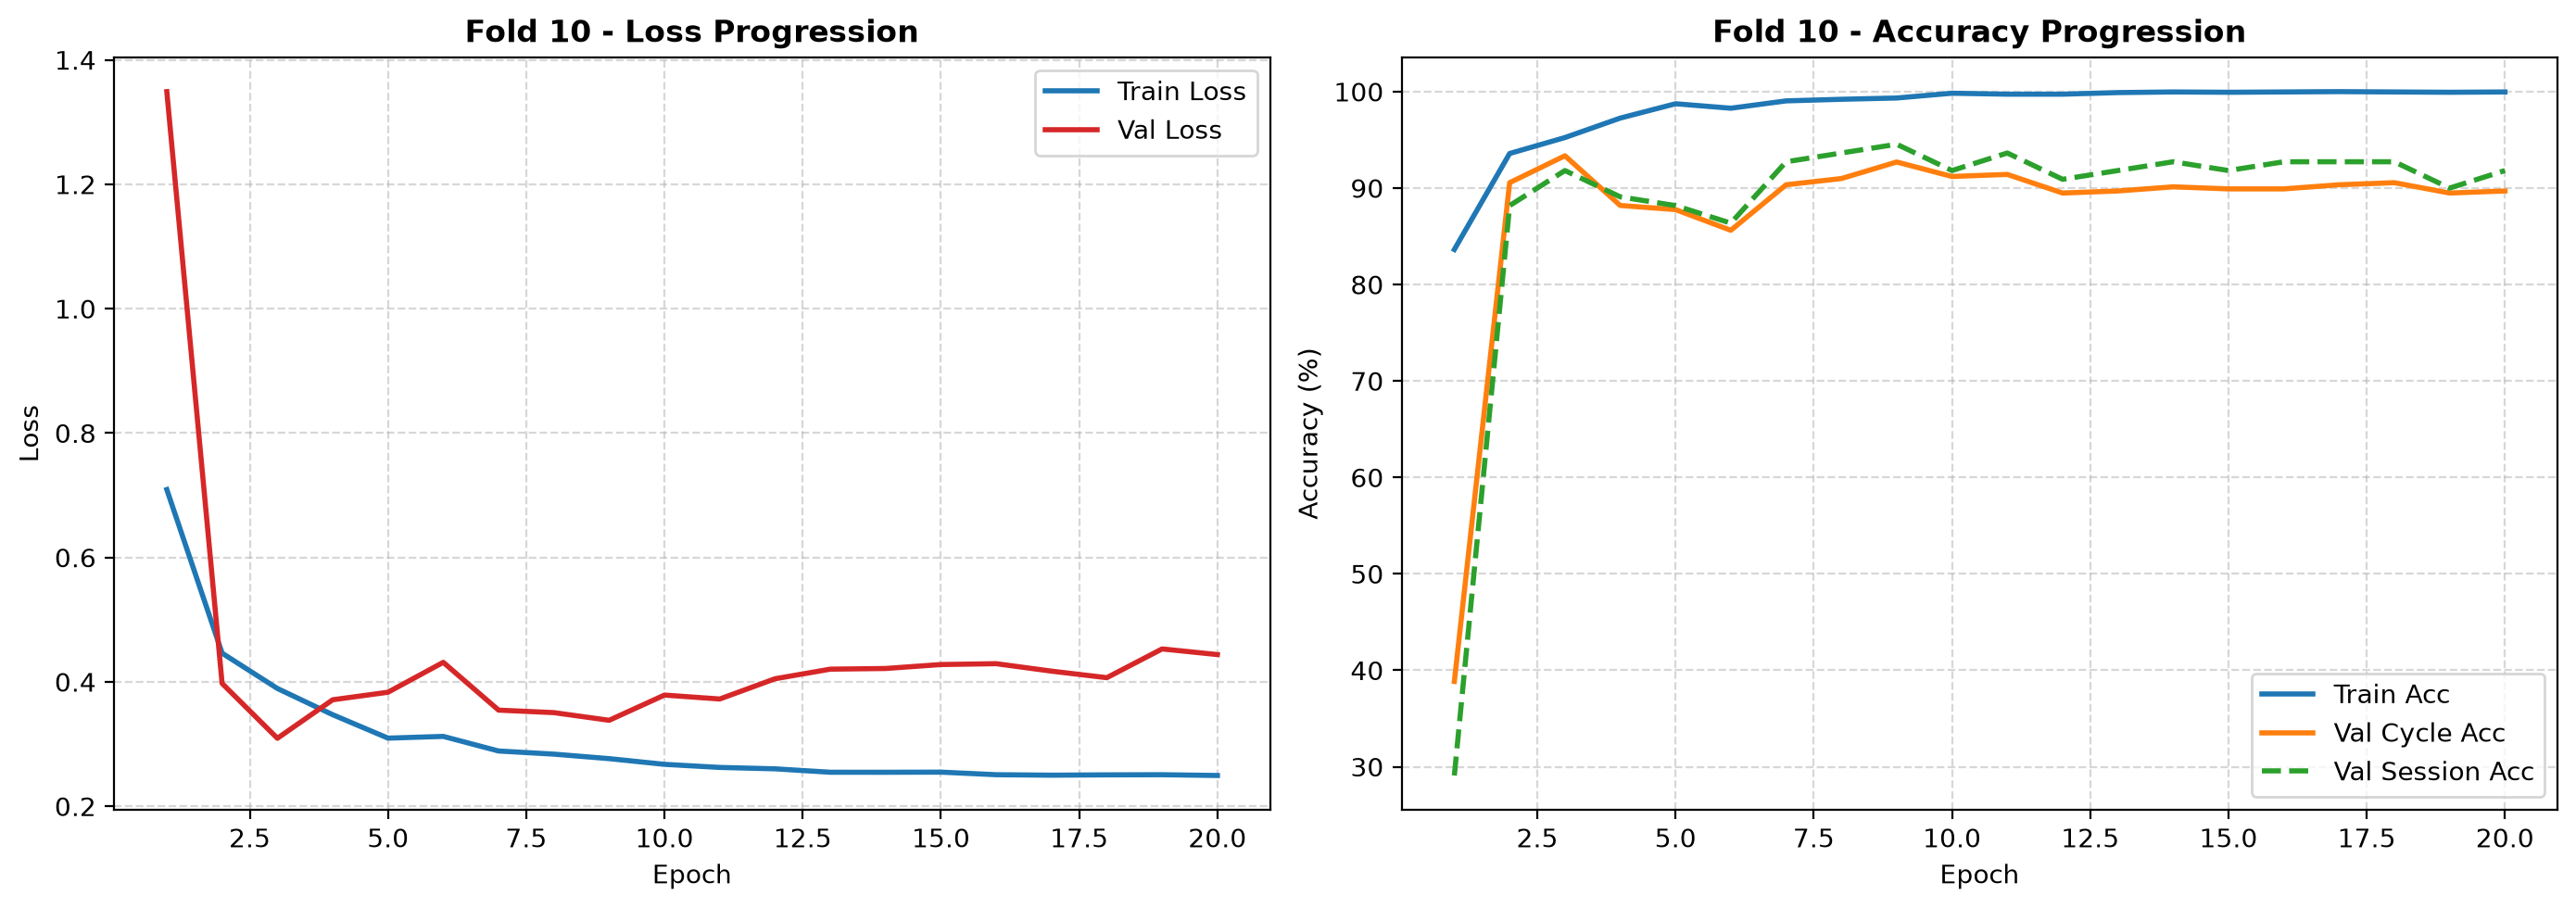 Fold 10 - Loss Progression
1.4
1.2
1.0
0.8
0.6
0.4
0.2
Loss
Train Loss
Val Loss
2.5 5.0 7.5 10.0 12.5 15.0 17.5 20.0
Epoch
Fold 10 - Accuracy Progression
100
90
80
70
60
50
40
30
Accuracy (%)
Train Acc
Val Cycle Acc
Val Session Acc
2.5 5.0 7.5 10.0 12.5 15.0 17.5 20.0
Epoch